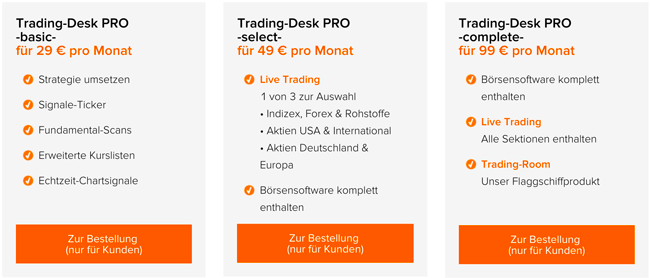 Trading-Desk PRO
-basic-
für 29 € pro Monat
Strategie umsetzen
Signale-Ticker
Fundamental-Scans
Erweiterte Kurslisten
Echtzeit-Chartsignale
Zur Bestellung
(nur für Kunden)
Trading-Desk PRO
-select-
für 49 € pro Monat
Live Trading
1 von 3 zur Auswahl
• Indizex, Forex & Rohstoffe
• Aktien USA & International
• Aktien Deutschland &
Europa
Börsensoftware komplett
enthalten
Zur Bestellung
(nur für Kunden)
Trading-Desk PRO
-complete-
für 99 € pro Monat
Börsensoftware komplett
enthalten
Live Trading
Alle Sektionen enthalten
Trading-Room
Unser Flaggschiffprodukt
Zur Bestellung
(nur für Kunden)